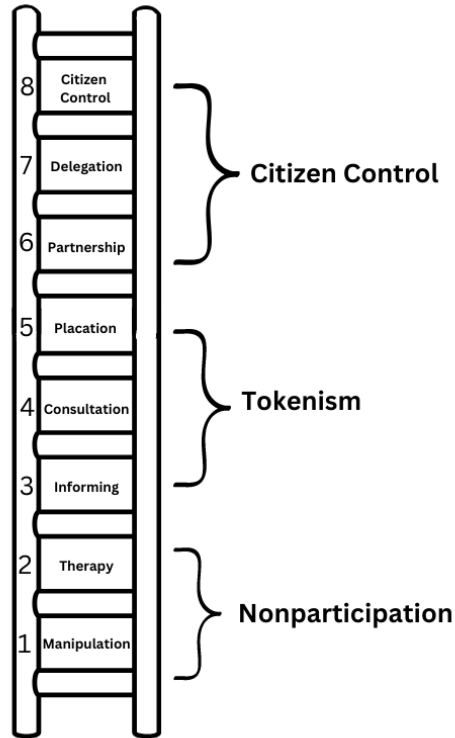 8
Citizen
Control
7
Delegation
Citizen Control
6
Partnership
5
Placation
4
Consultation
Tokenism
3
Informing
2
Therapy
Nonparticipation
1
Manipulation